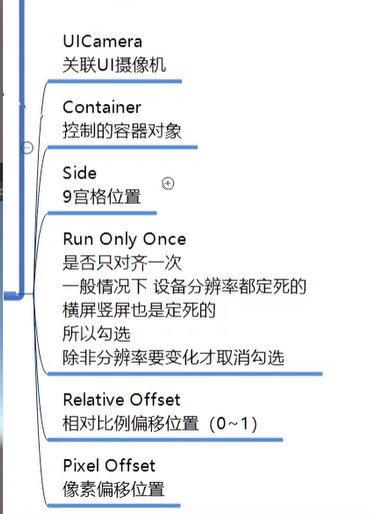 UICamera
关联UI摄像机
Container
控制的容器对象
Side
9宫格位置
Run Only Once
是否只对齐一次
一般情况下 设备分辨率都定死的
横屏竖屏也是定死的
所以勾选
除非分辨率要变化才取消勾选
Relative Offset
相对比例偏移位置（0~1）
Pixel Offset
像素偏移位置